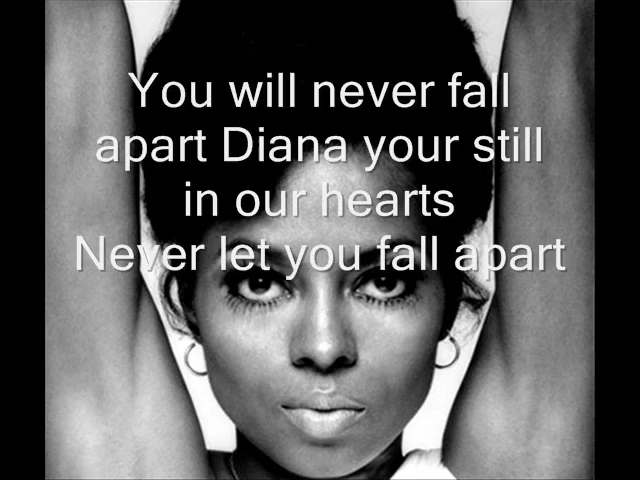 You will never fall
apart Diana your still
in our hearts
Never let you fall apart